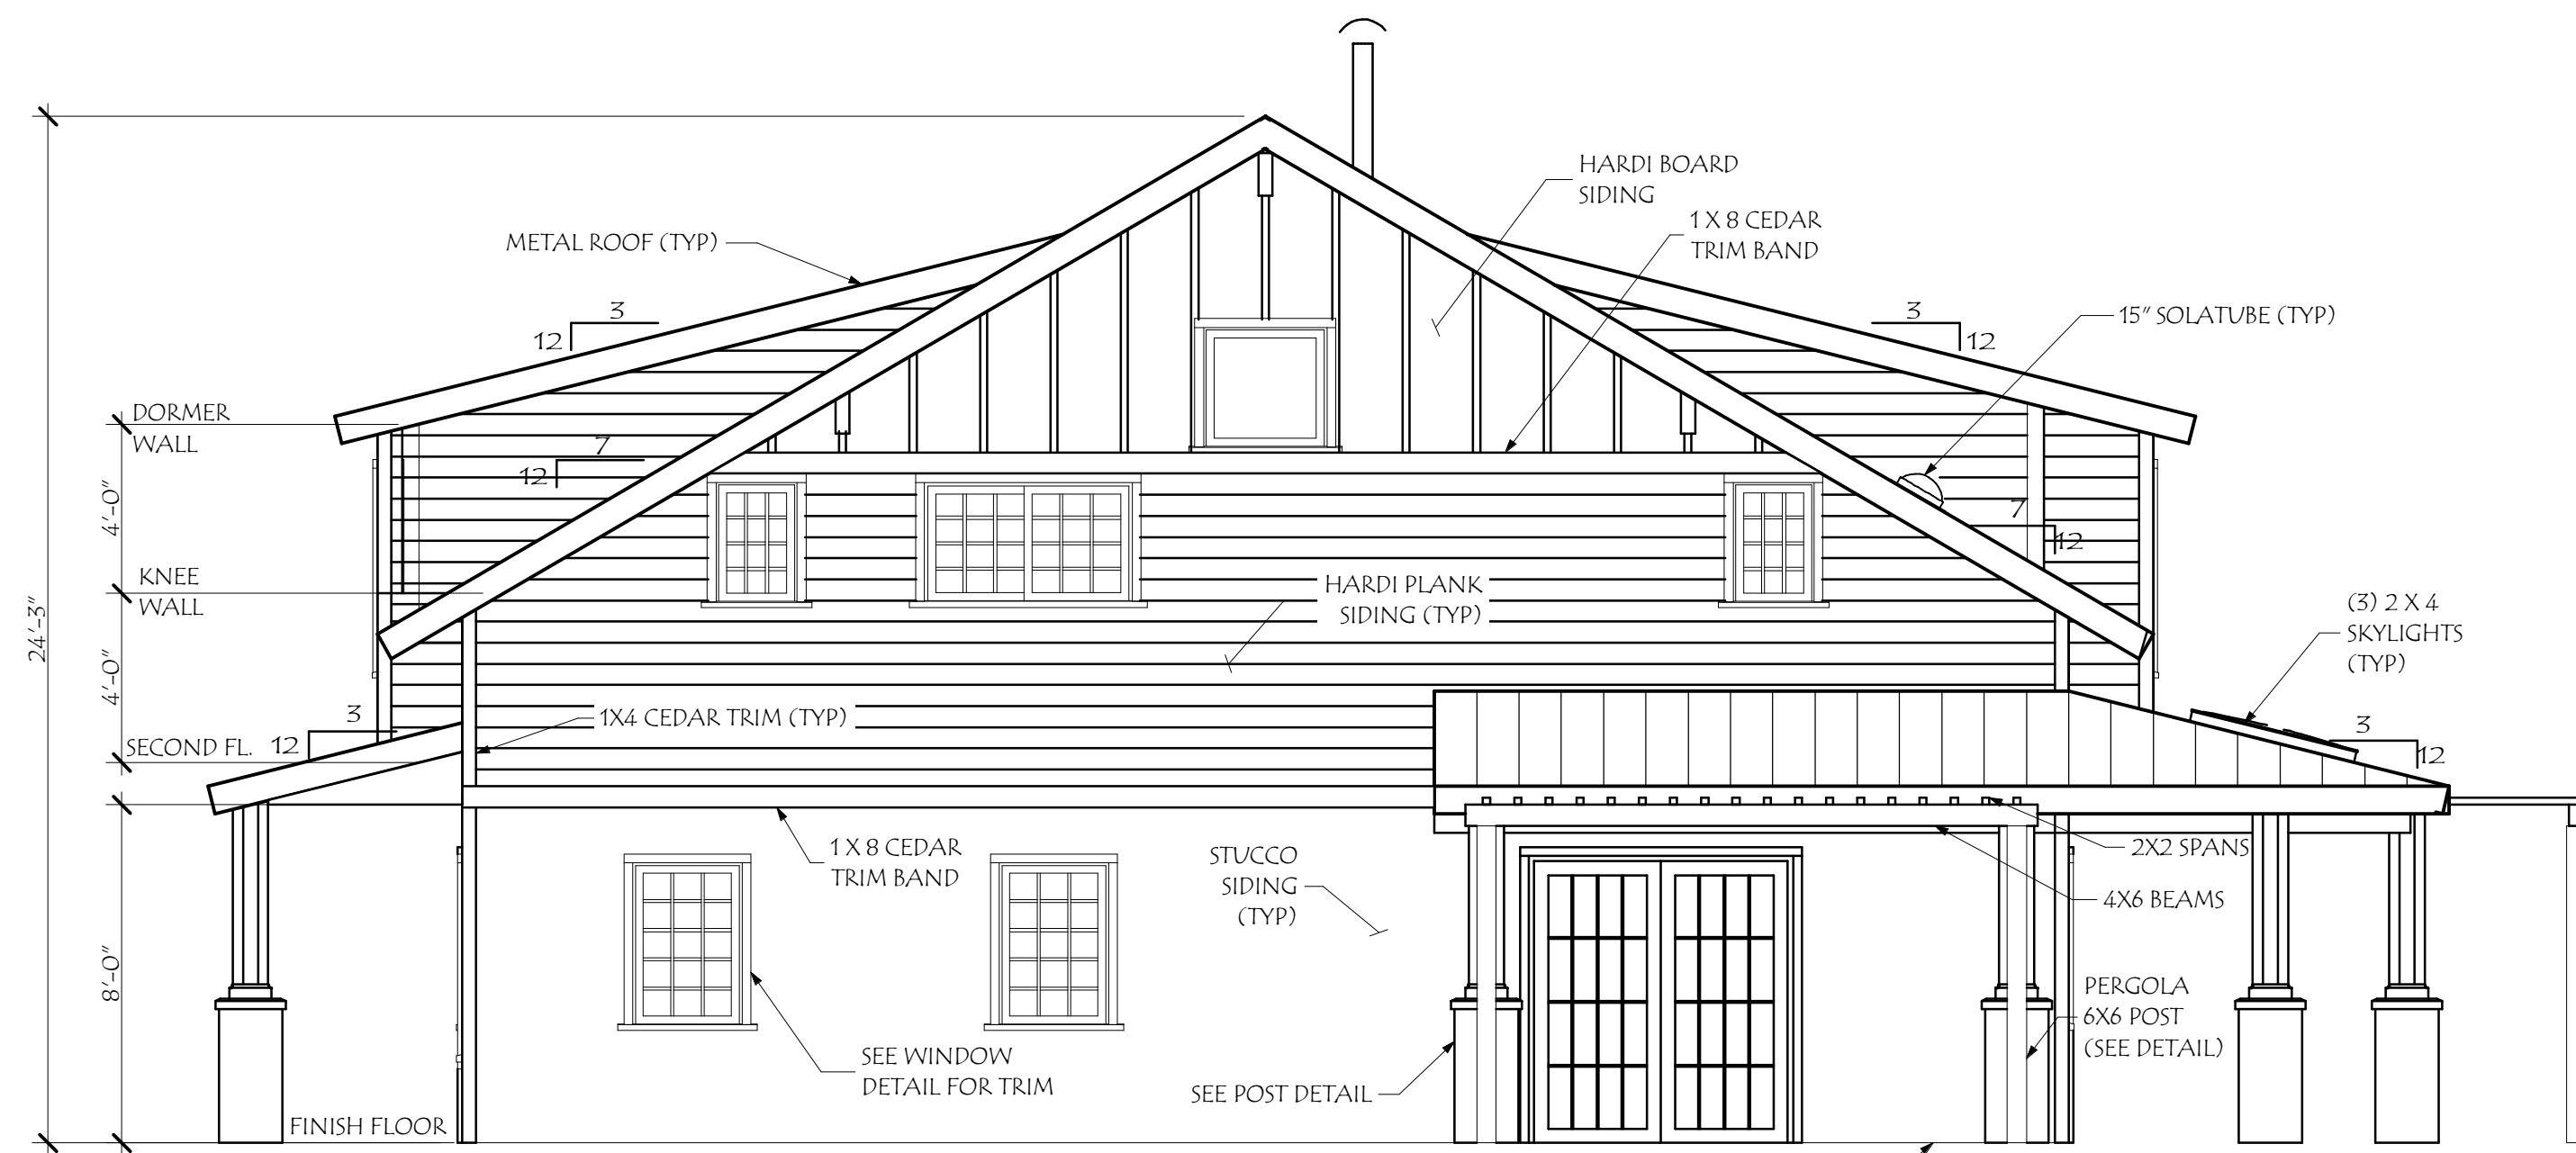 HARDI BOARD
SIDING
1 X 8 CEDAR
TRIM BAND
METAL ROOF (TYP)
3
12
3
12
15" SOLATUBE (TYP)
DORMER
WALL
7
12
7
12
4'-0"
KNEE
WALL
HARDI PLANK
SIDING (TYP)
(3) 2 X 4
SKYLIGHTS
(TYP)
24'-3"
4'-0"
3
12
1X4 CEDAR TRIM (TYP)
3
12
SECOND FL.
1 X 8 CEDAR
TRIM BAND
STUCCO
SIDING
(TYP)
2X2 SPANS
4X6 BEAMS
8'-0"
PERGOLA
6X6 POST
(SEE DETAIL)
SEE WINDOW
DETAIL FOR TRIM
SEE POST DETAIL
FINISH FLOOR